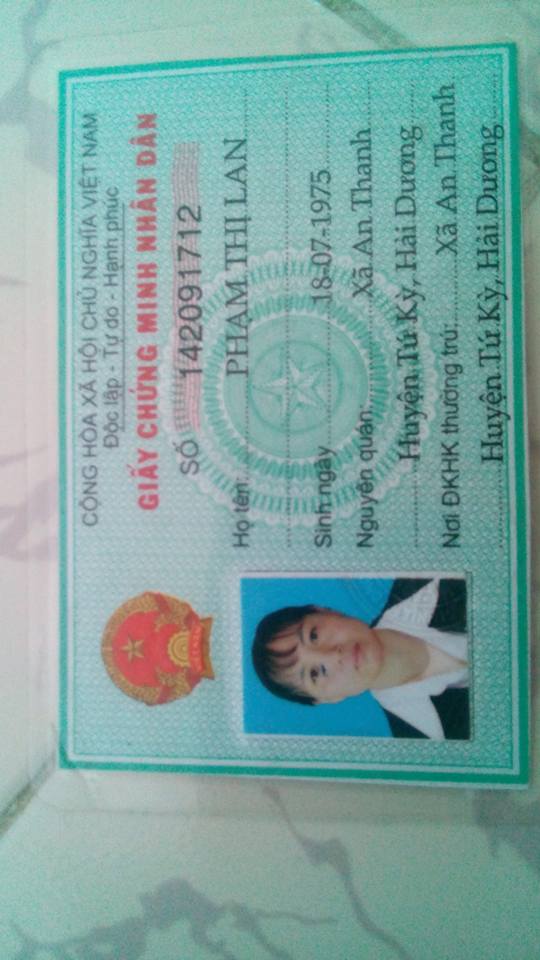 CỘNG HÒA XÃ HỘI CHỦ NGHĨA VIỆT NAM
Độc lập - Tự do - Hạnh phúc
GIẤY CHỨNG MINH NHÂN DÂN
SỐ 142091712
Họ tên: PHẠM THỊ LAN
Sinh ngày 18-07-1975
Nguyên quán Xã An Thanh
Huyện Tứ Kỳ, Hải Dương
Nơi ĐKHK thường trú: Xã An Thanh
Huyện Tứ Kỳ, Hải Dương